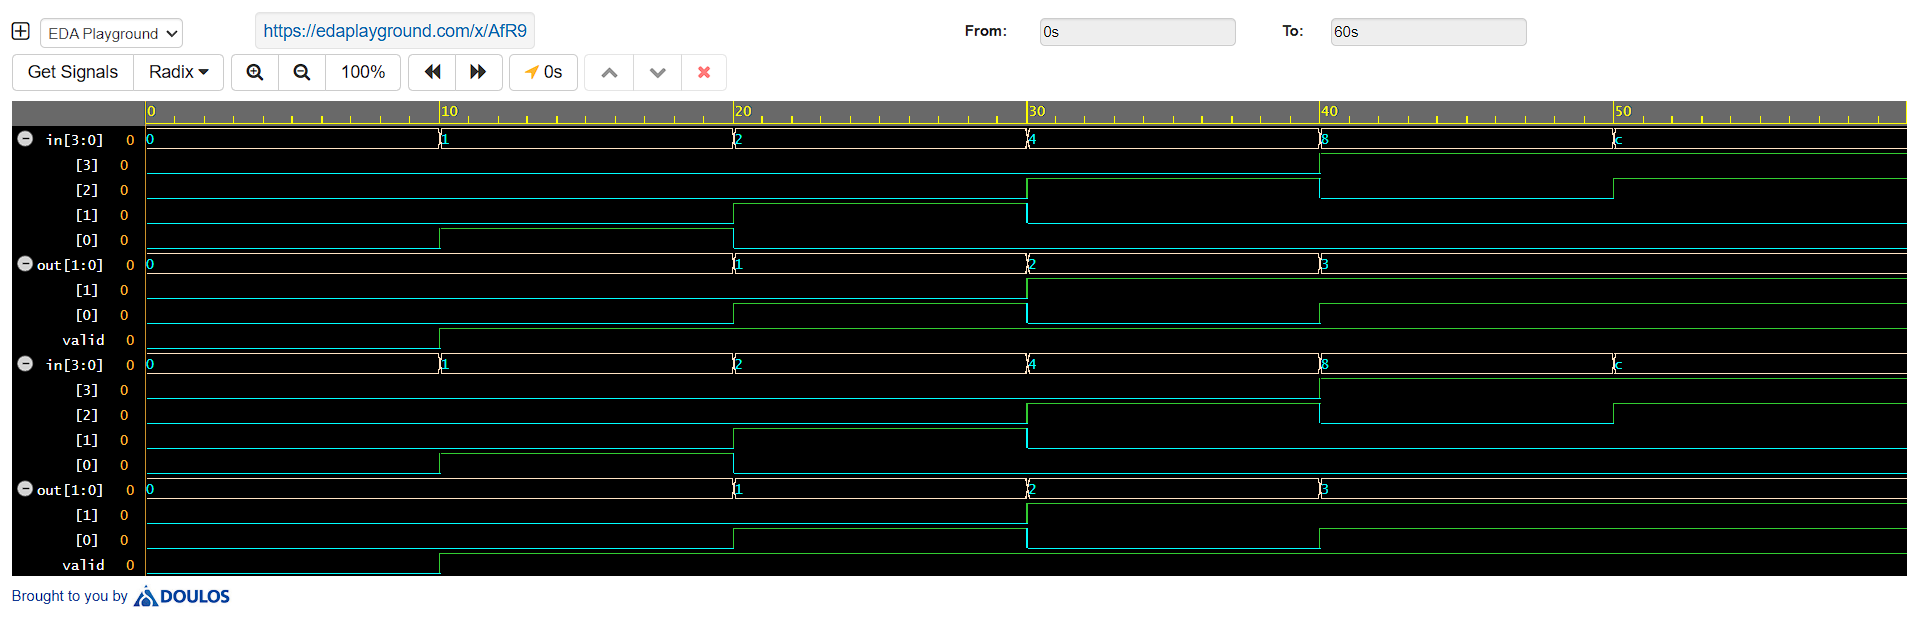 EDA Playground https://edaplayground.com/x/AfR9 From: 0s To: 60s
Get Signals Radix 100% 0s
0 10 20 30 40 50
in[3:0] 0 0 1 2 4 8 c
[3] 0
[2] 0
[1] 0
[0] 0
out[1:0] 0 0 1 2 3
[1] 0
[0] 0
valid 0
in[3:0] 0 0 1 2 4 8 c
[3] 0
[2] 0
[1] 0
[0] 0
out[1:0] 0 0 1 2 3
[1] 0
[0] 0
valid 0
Brought to you by DOULOS